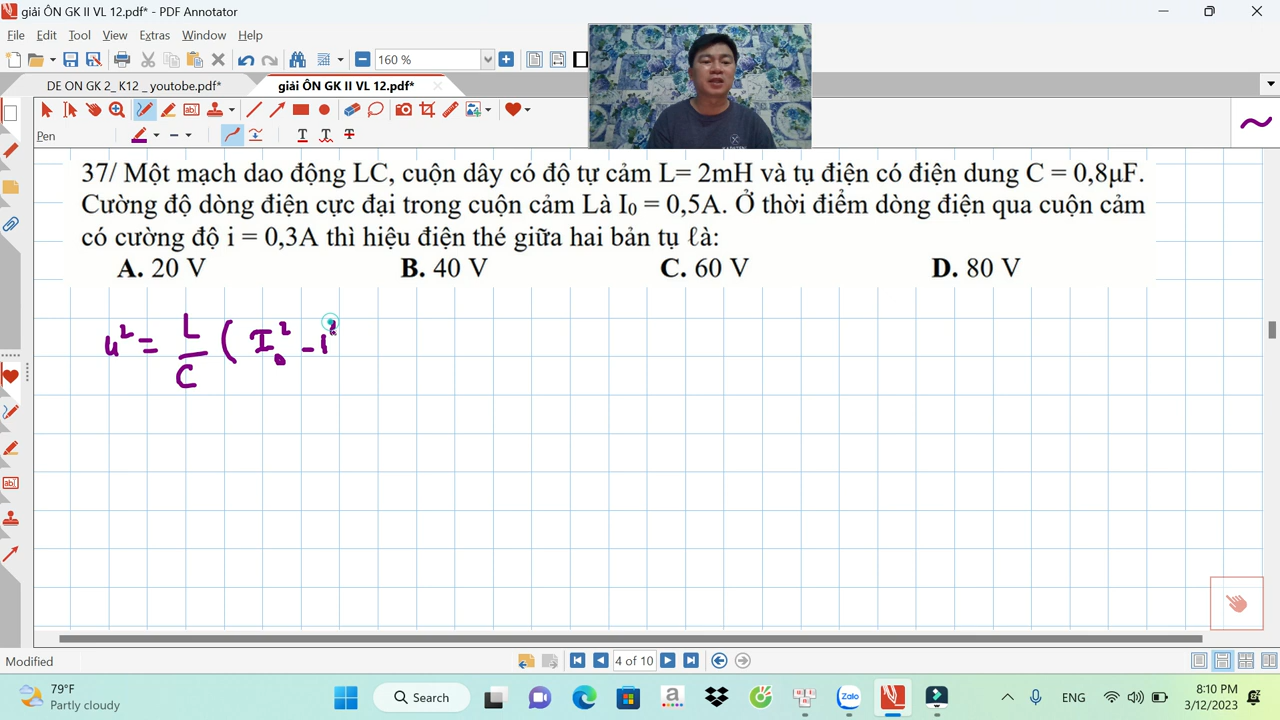 giải ÔN GK II VL 12.pdf* - PDF Annotator
File Edit Tool View Extras Window Help
160 %
DE ON GK 2_ K12 _ youtobe.pdf*
giải ÔN GK II VL 12.pdf*
Pen
37/ Một mạch dao động LC, cuộn dây có độ tự cảm L= 2mH và tụ điện có điện dung C = 0,8μF.
Cường độ dòng điện cực đại trong cuộn cảm Là I₀ = 0,5A. Ở thời điểm dòng điện qua cuộn cảm
có cường độ i = 0,3A thì hiệu điện thé giữa hai bản tụ ℓà:
A. 20 V B. 40 V C. 60 V D. 80 V
u² = L/C ( I₀² - i²
4 of 10
Modified
79°F
Partly cloudy
Search
Zalo
ENG
8:10 PM
3/12/2023